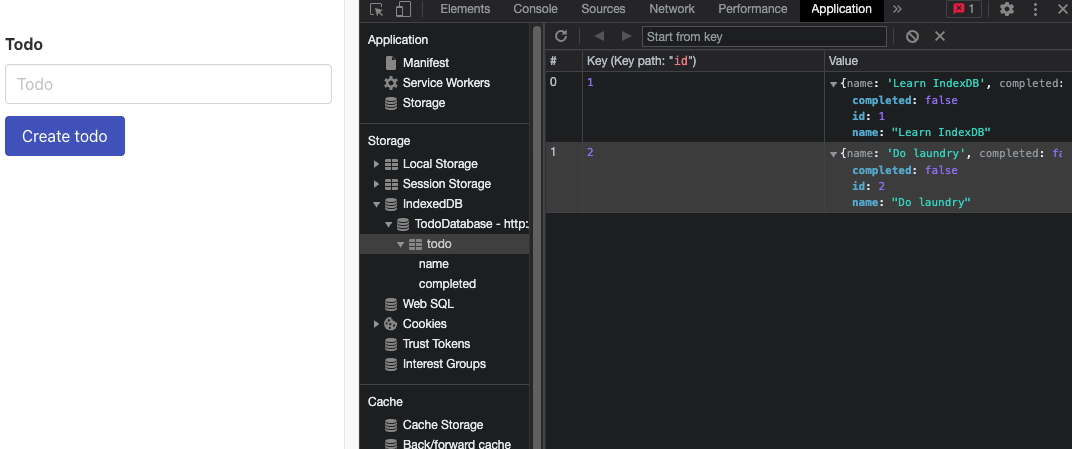 Todo
Todo
Create todo
Elements Console Sources Network Performance Application » 1
Application
Manifest
Service Workers
Storage
Storage
Local Storage
Session Storage
IndexedDB
TodoDatabase - http:
todo
name
completed
Web SQL
Cookies
Trust Tokens
Interest Groups
Cache
Cache Storage
Back/forward cache
Start from key
# Key (Key path: "id") Value
0 1 {name: 'Learn IndexDB', completed:
completed: false
id: 1
name: "Learn IndexDB"
1 2 {name: 'Do laundry', completed: fa
completed: false
id: 2
name: "Do laundry"